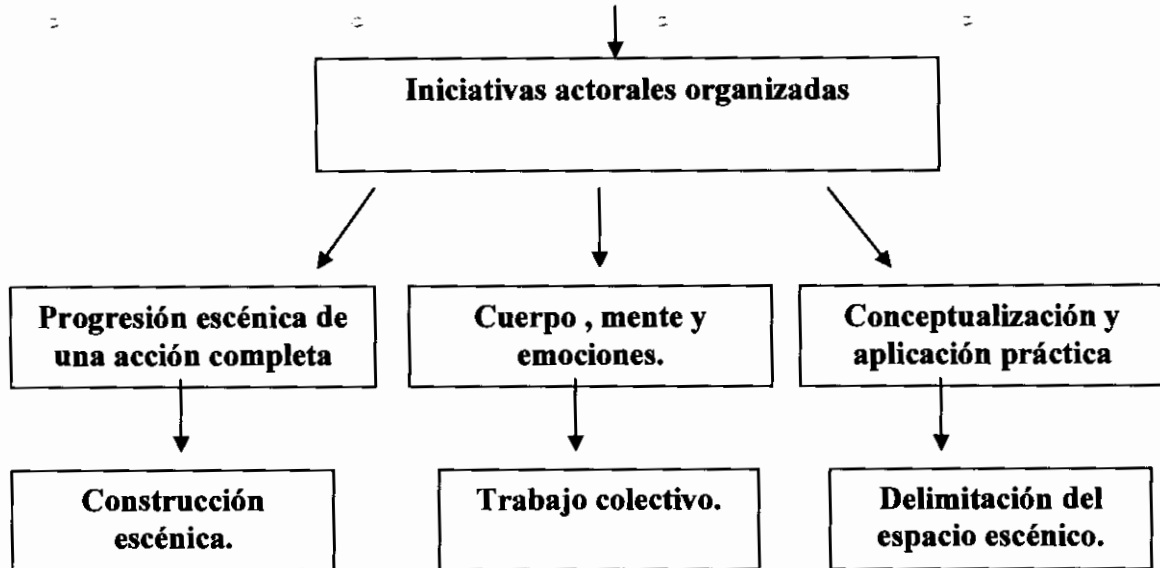 Iniciativas actorales organizadas
Progresión escénica de
una acción completa
Cuerpo , mente y
emociones.
Conceptualización y
aplicación práctica
Construcción
escénica.
Trabajo colectivo.
Delimitación del
espacio escénico.